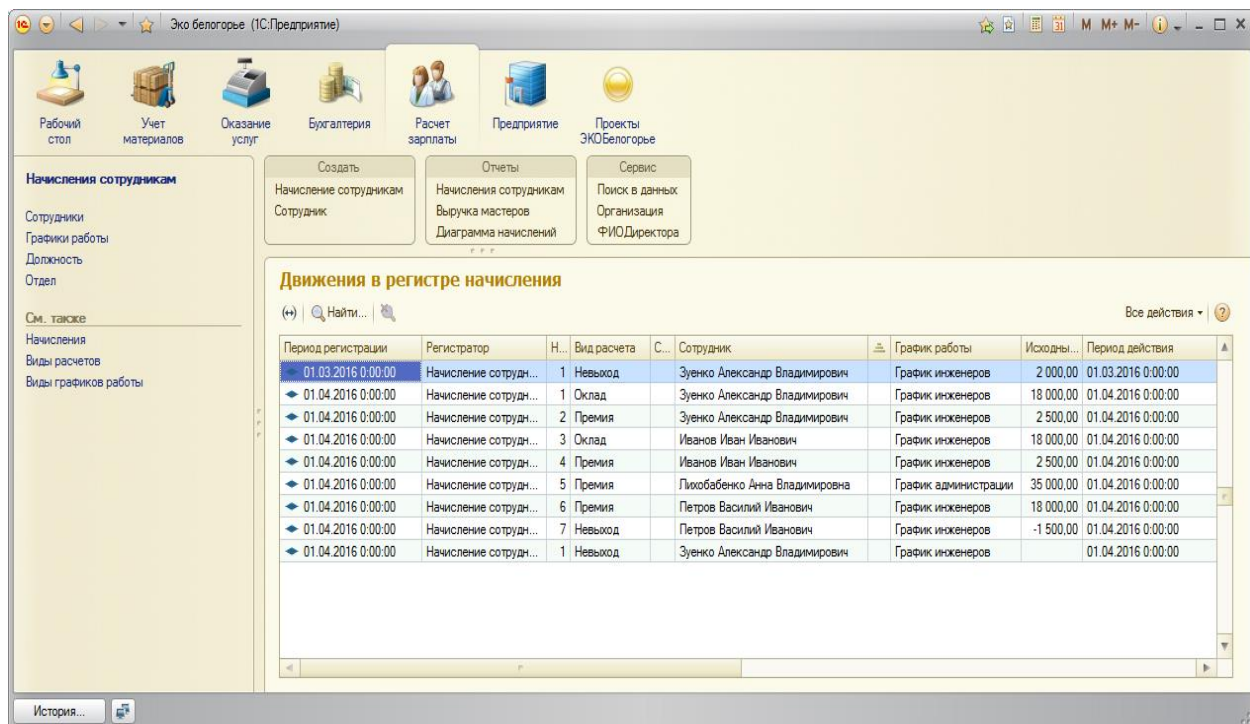 Эко белогорье (1С:Предприятие)
31 M M+ M-
Рабочий стол
Учет материалов
Оказание услуг
Бухгалтерия
Расчет зарплаты
Предприятие
Проекты ЭКОБелогорье
Начисления сотрудникам
Сотрудники
Графики работы
Должность
Отдел
См. также
Начисления
Виды расчетов
Виды графиков работы
Создать
Начисление сотрудникам
Сотрудник
Отчеты
Начисления сотрудникам
Выручка мастеров
Диаграмма начислений
Сервис
Поиск в данных
Организация
ФИОДиректора
Движения в регистре начисления
Найти...
Все действия
?
Период регистрации Регистратор Н... Вид расчета С... Сотрудник График работы Исходны... Период действия
01.03.2016 0:00:00 Начисление сотрудн... 1 Невыход Зуенко Александр Владимирович График инженеров 2 000,00 01.03.2016 0:00:00
01.04.2016 0:00:00 Начисление сотрудн... 1 Оклад Зуенко Александр Владимирович График инженеров 18 000,00 01.04.2016 0:00:00
01.04.2016 0:00:00 Начисление сотрудн... 2 Премия Зуенко Александр Владимирович График инженеров 2 500,00 01.04.2016 0:00:00
01.04.2016 0:00:00 Начисление сотрудн... 3 Оклад Иванов Иван Иванович График инженеров 18 000,00 01.04.2016 0:00:00
01.04.2016 0:00:00 Начисление сотрудн... 4 Премия Иванов Иван Иванович График инженеров 2 500,00 01.04.2016 0:00:00
01.04.2016 0:00:00 Начисление сотрудн... 5 Премия Лихобабенко Анна Владимировна График администрации 35 000,00 01.04.2016 0:00:00
01.04.2016 0:00:00 Начисление сотрудн... 6 Премия Петров Василий Иванович График инженеров 18 000,00 01.04.2016 0:00:00
01.04.2016 0:00:00 Начисление сотрудн... 7 Невыход Петров Василий Иванович График инженеров -1 500,00 01.04.2016 0:00:00
01.04.2016 0:00:00 Начисление сотрудн... 1 Невыход Зуенко Александр Владимирович График инженеров 01.04.2016 0:00:00
История...